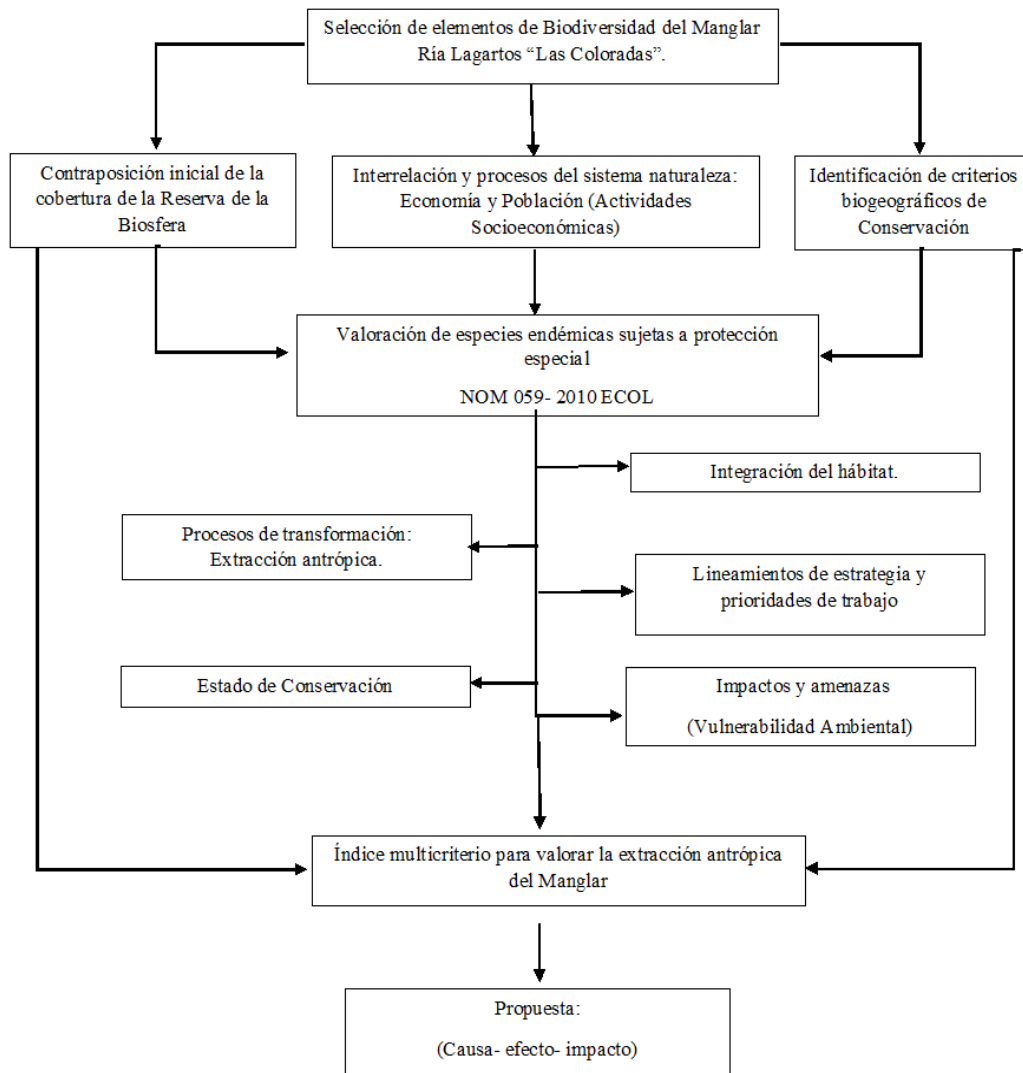 Selección de elementos de Biodiversidad del Manglar
Ría Lagartos “Las Coloradas”.
Contraposición inicial de la
cobertura de la Reserva de la
Biosfera
Interrelación y procesos del sistema naturaleza:
Economía y Población (Actividades
Socioeconómicas)
Identificación de criterios
biogeográficos de
Conservación
Valoración de especies endémicas sujetas a protección
especial
NOM 059- 2010 ECOL
Integración del hábitat.
Procesos de transformación:
Extracción antrópica.
Lineamientos de estrategia y
prioridades de trabajo
Estado de Conservación
Impactos y amenazas
(Vulnerabilidad Ambiental)
Índice multicriterio para valorar la extracción antrópica
del Manglar
Propuesta:
(Causa- efecto- impacto)